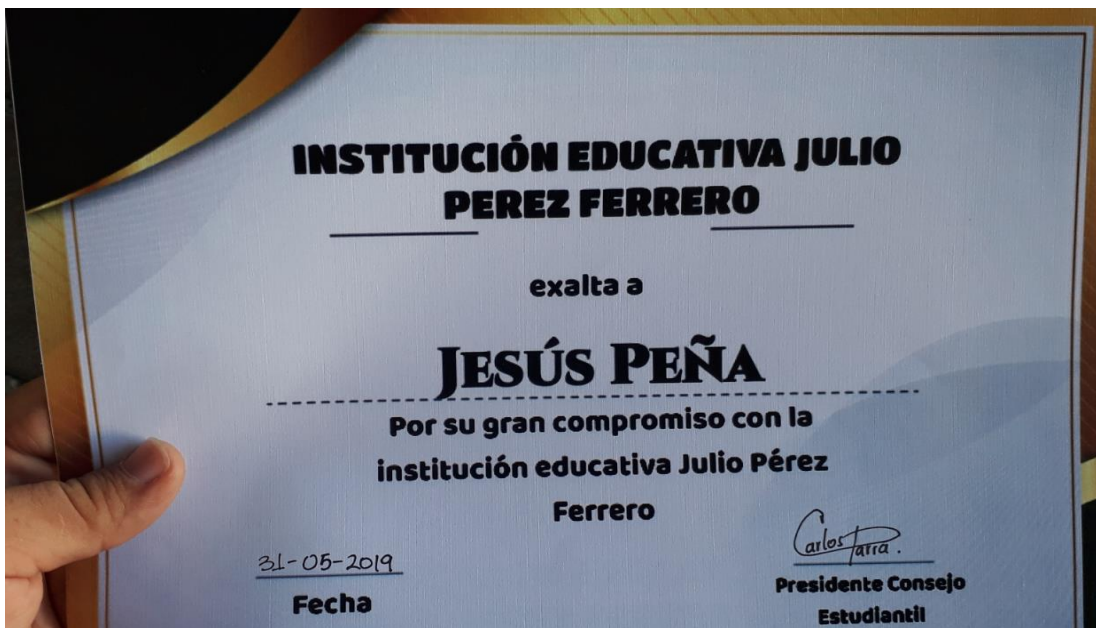 INSTITUCIÓN EDUCATIVA JULIO
PEREZ FERRERO
exalta a
JESÚS PEÑA
Por su gran compromiso con la
institución educativa Julio Pérez
Ferrero
31-05-2019
Fecha
Carlos Parra.
Presidente Consejo
Estudiantil